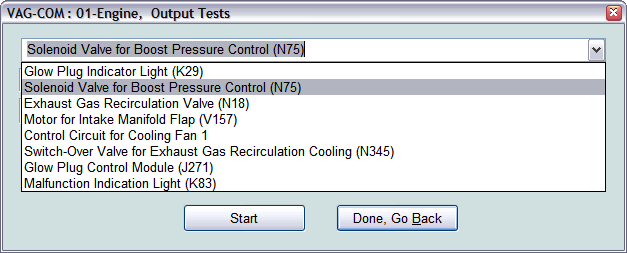 VAG-COM : 01-Engine, Output Tests
Solenoid Valve for Boost Pressure Control (N75)
Glow Plug Indicator Light (K29)
Solenoid Valve for Boost Pressure Control (N75)
Exhaust Gas Recirculation Valve (N18)
Motor for Intake Manifold Flap (V157)
Control Circuit for Cooling Fan 1
Switch-Over Valve for Exhaust Gas Recirculation Cooling (N345)
Glow Plug Control Module (J271)
Malfunction Indication Light (K83)
Start
Done, Go Back